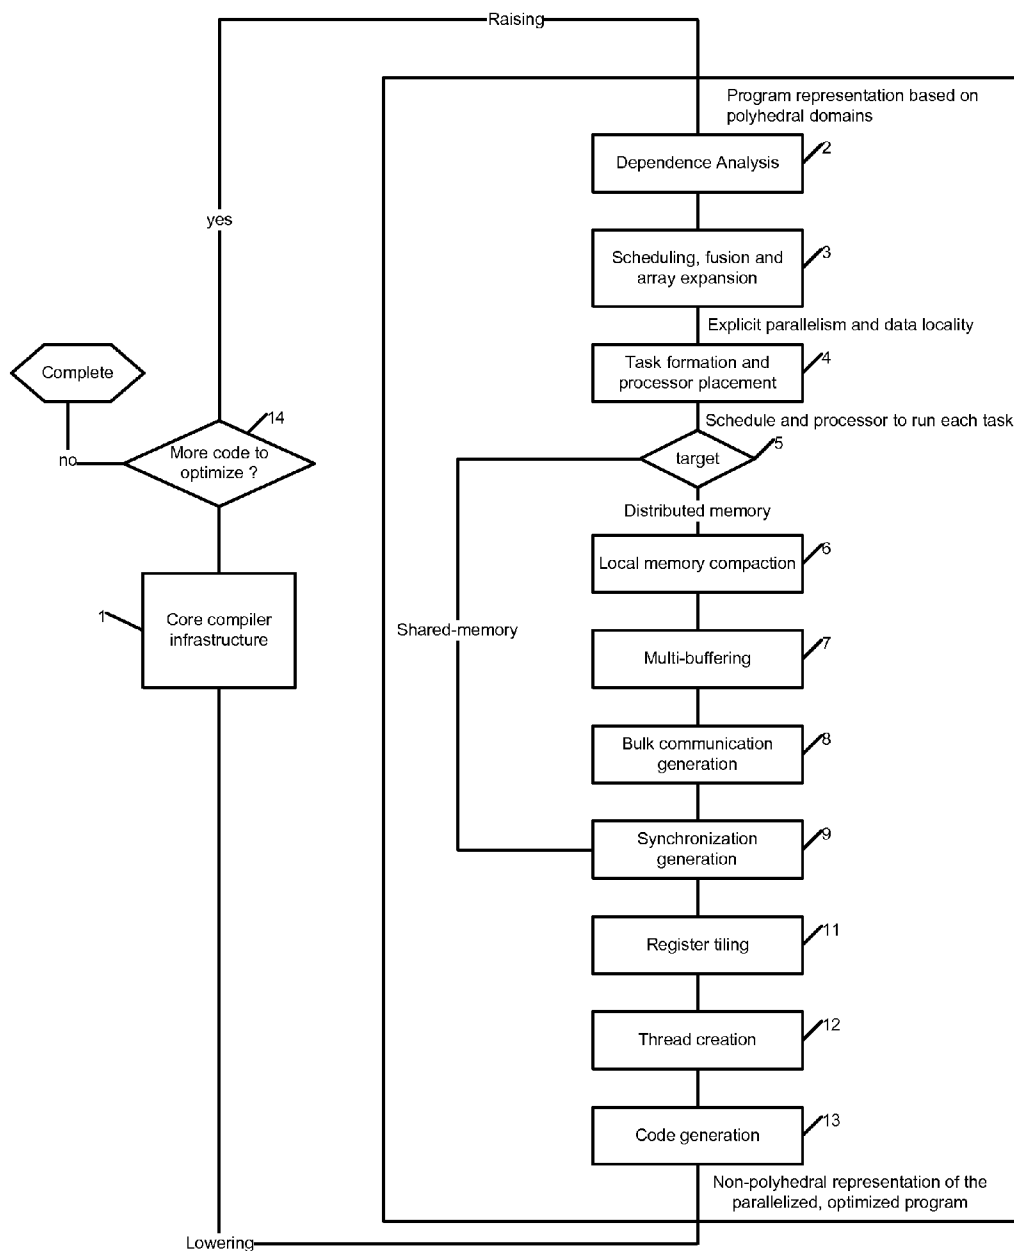 Raising
Program representation based on
polyhedral domains
2
Dependence Analysis
yes
3
Scheduling, fusion and
array expansion
Explicit parallelism and data locality
4
Task formation and
processor placement
Complete
14
Schedule and processor to run each task
5
target
no
More code to
optimize ?
Distributed memory
6
Local memory compaction
1
Core compiler
infrastructure
Shared-memory
7
Multi-buffering
8
Bulk communication
generation
9
Synchronization
generation
11
Register tiling
12
Thread creation
13
Code generation
Non-polyhedral representation of the
parallelized, optimized program
Lowering